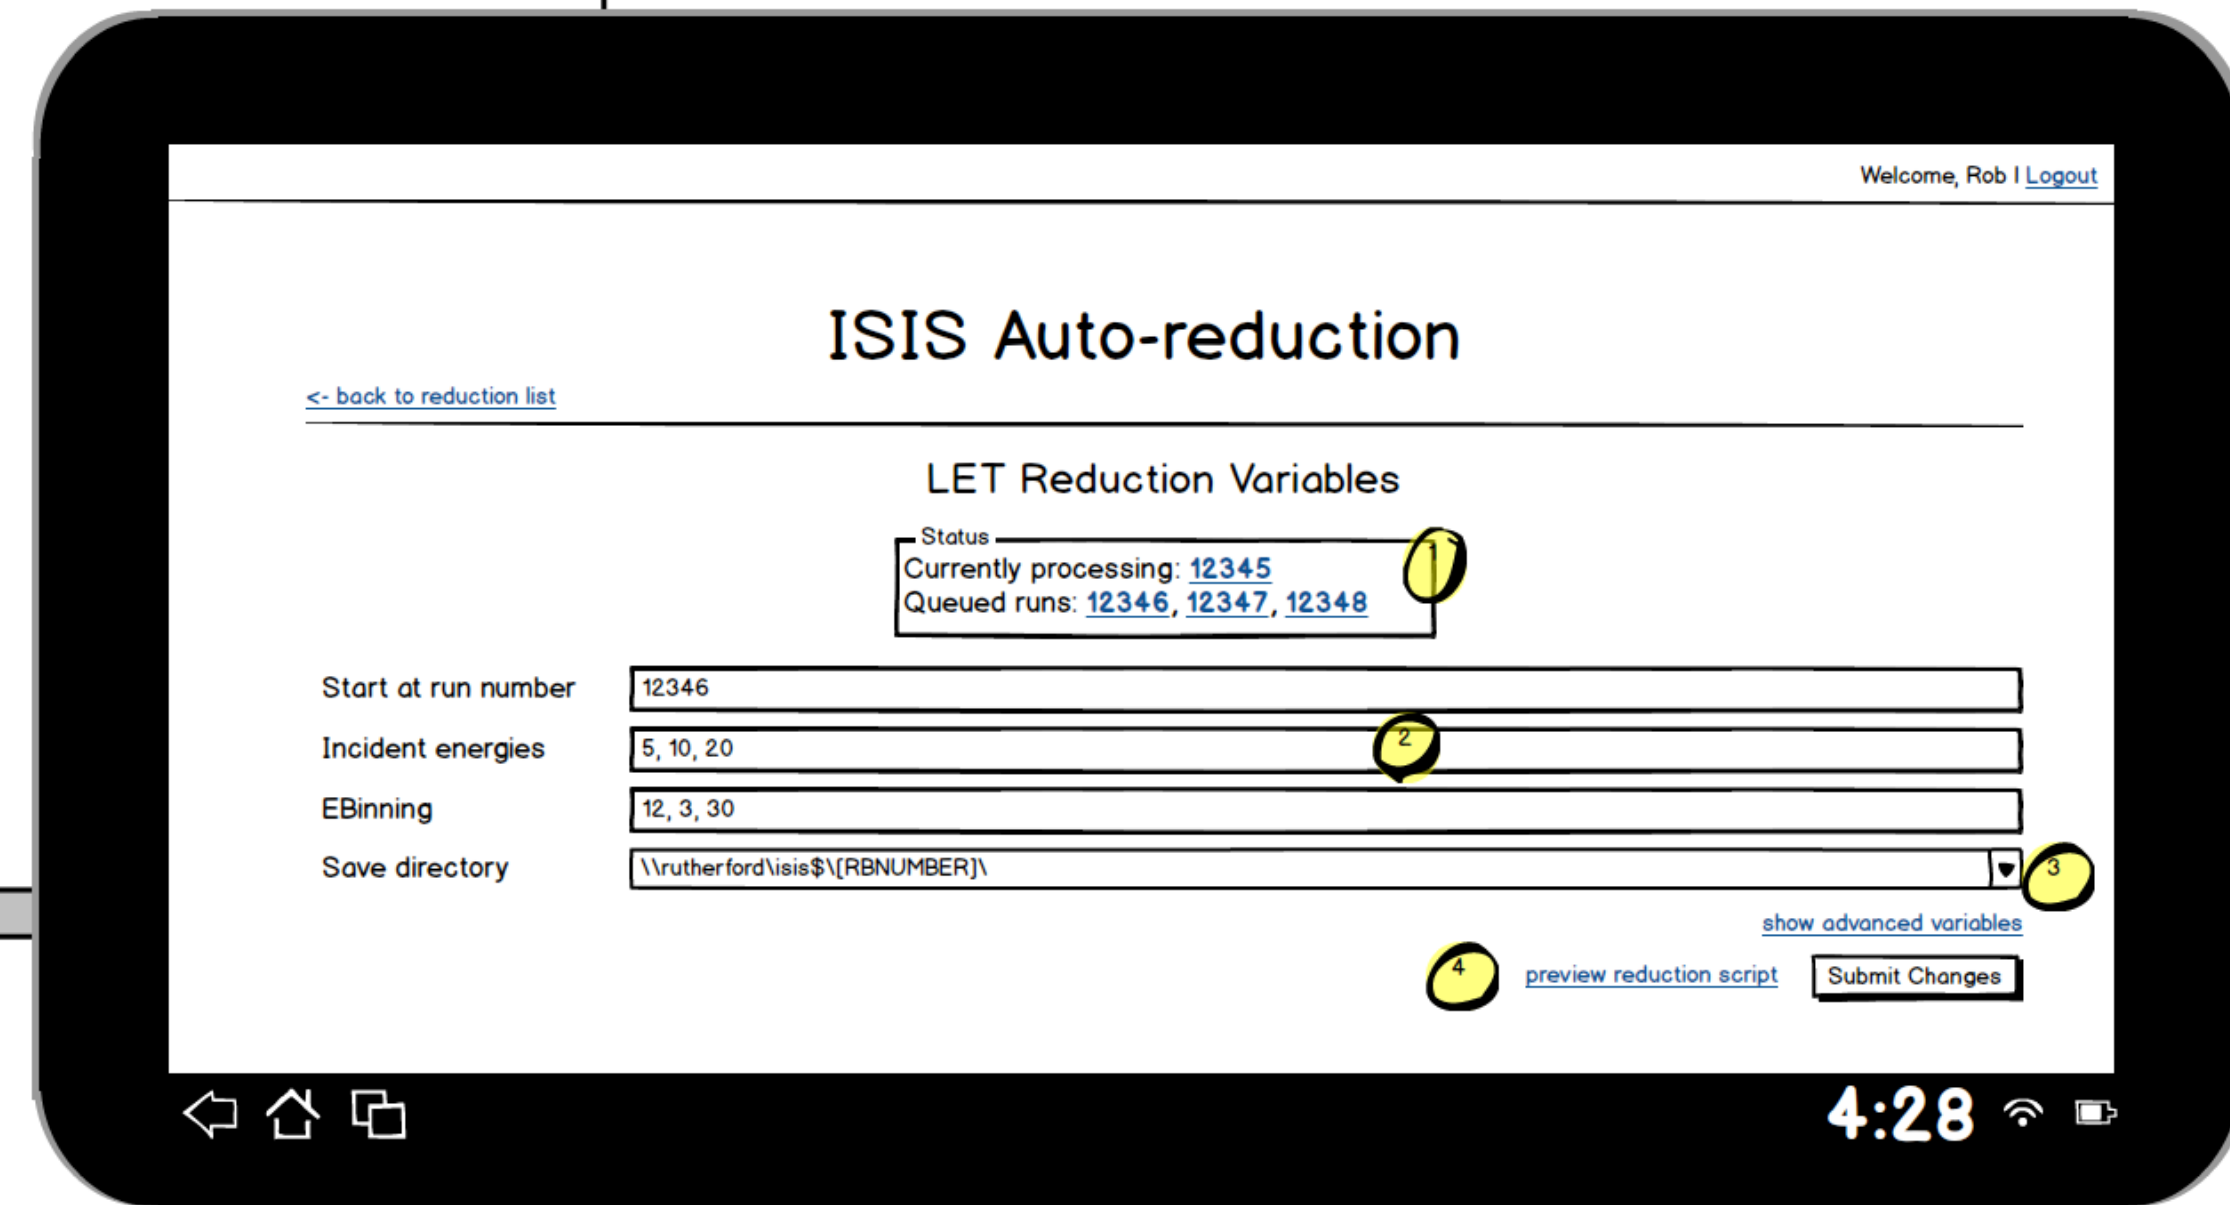 Welcome, Rob | Logout
ISIS Auto-reduction
<- back to reduction list
LET Reduction Variables
Status
1
Currently processing: 12345
Queued runs: 12346, 12347, 12348
Start at run number 12346
Incident energies 5, 10, 20
2
EBinning 12, 3, 30
Save directory \\rutherford\isis$\[RBNUMBER]\
3
show advanced variables
4 preview reduction script Submit Changes
4:28